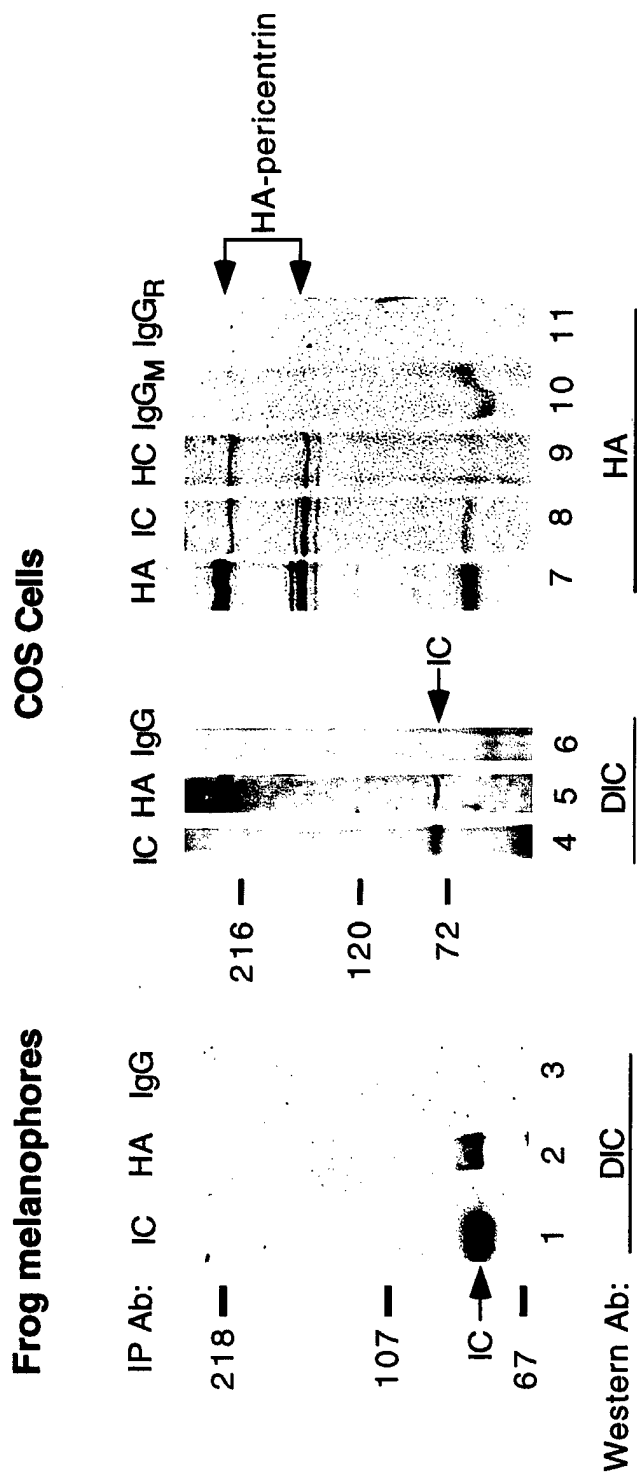 Frog melanophores
COS Cells
IP Ab: IC HA IgG
IC HA IgG
HA IC HC IgGM IgGR
218
107
IC
67
216
120
72
IC
HA-pericentrin
1 2 3
4 5 6
7 8 9 10 11
Western Ab: DIC
DIC
HA